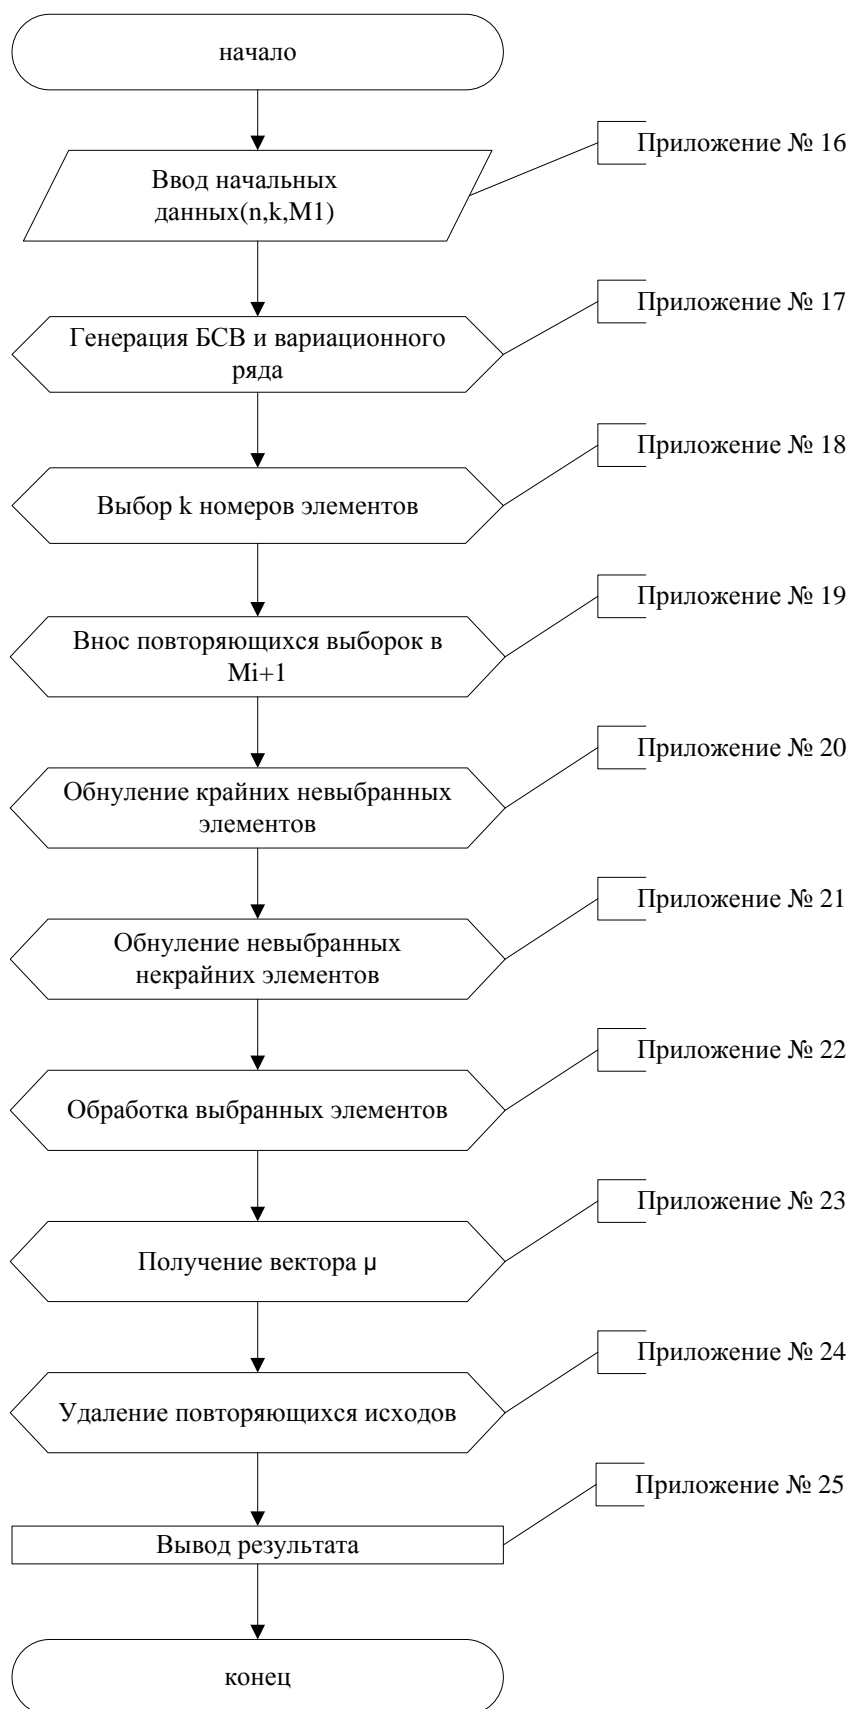 начало
Приложение № 16
Ввод начальных
данных(n,k,M1)
Приложение № 17
Генерация БСВ и вариационного
ряда
Приложение № 18
Выбор k номеров элементов
Приложение № 19
Внос повторяющихся выборок в
Mi+1
Приложение № 20
Обнуление крайних невыбранных
элементов
Приложение № 21
Обнуление невыбранных
некрайних элементов
Приложение № 22
Обработка выбранных элементов
Приложение № 23
Получение вектора μ
Приложение № 24
Удаление повторяющихся исходов
Приложение № 25
Вывод результата
конец